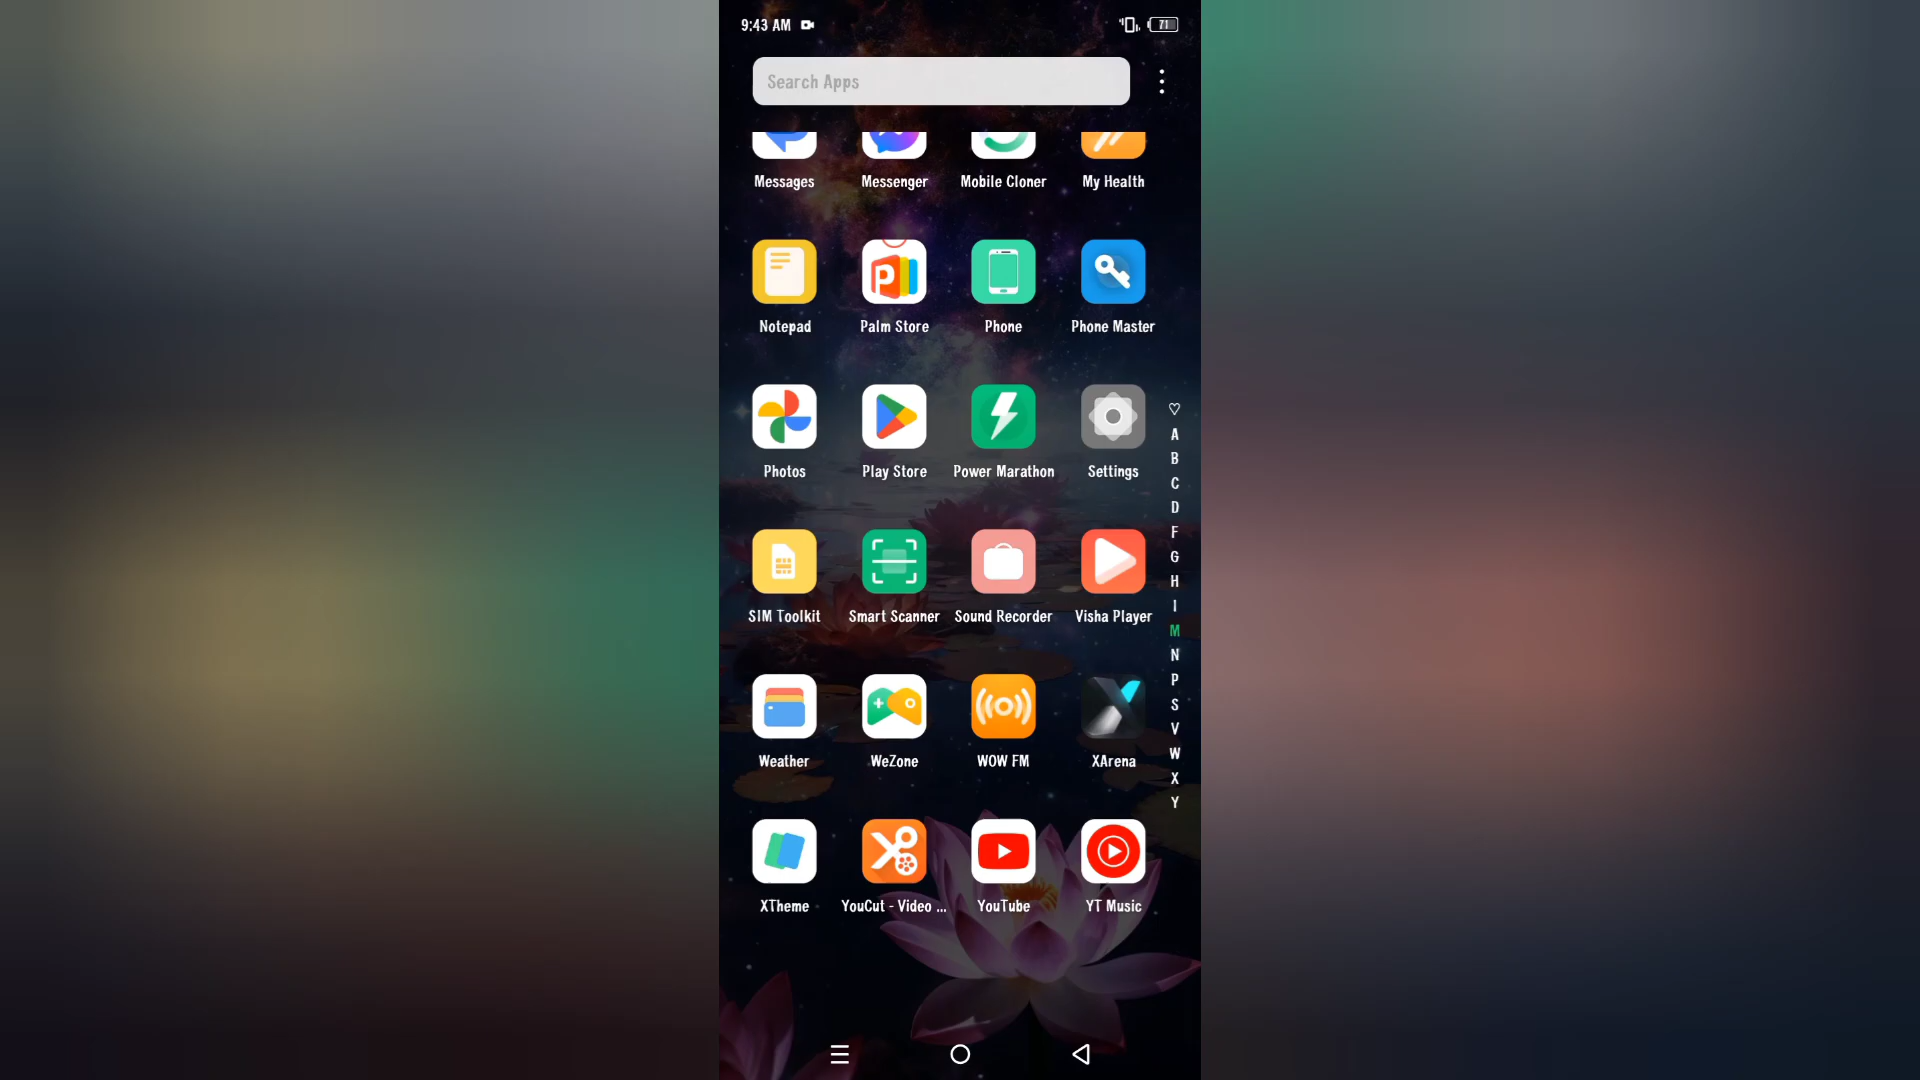 9:43 AM
71
Search Apps
Messages Messenger Mobile Cloner My Health
Notepad Palm Store Phone Phone Master
Photos Play Store Power Marathon Settings
SIM Toolkit Smart Scanner Sound Recorder Visha Player
Weather WeZone WOW FM XArena
XTheme YouCut - Video ... YouTube YT Music
A
B
C
D
F
G
H
I
M
N
P
S
V
W
X
Y